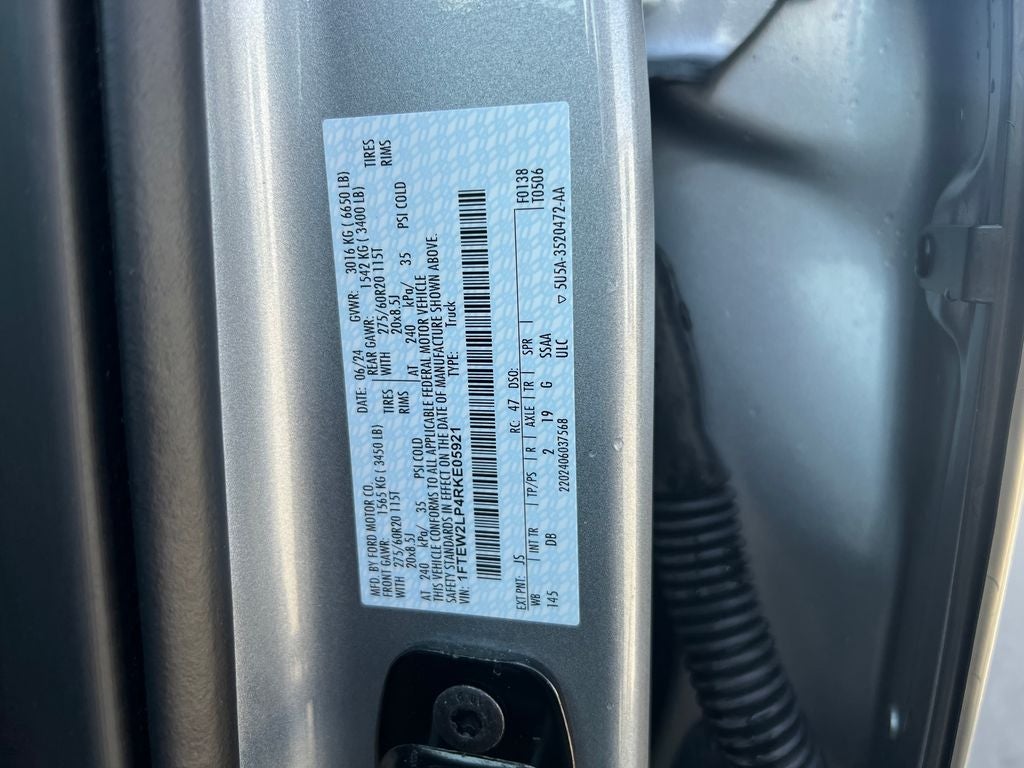 MFD. BY FORD MOTOR CO.
DATE: 06/24 GVWR: 3016 KG ( 6650 LB)
FRONT GAWR: 1565 KG ( 3450 LB) REAR GAWR: 1542 KG ( 3400 LB)
WITH 275/60R20 115T TIRES WITH 275/60R20 115T TIRES
20x8.5J RIMS 20x8.5J RIMS
AT 240 kPa/ 35 PSI COLD AT 240 kPa/ 35 PSI COLD
THIS VEHICLE CONFORMS TO ALL APPLICABLE FEDERAL MOTOR VEHICLE
SAFETY STANDARDS IN EFFECT ON THE DATE OF MANUFACTURE SHOWN ABOVE.
VIN: 1FTEW2LP4RKE05921 TYPE: Truck
EXT PNT: JS RC: 47 DSO: F0138
WB INT TR TP/PS R AXLE TR SPR T0506
145 DB 2 19 G SSAA
2202406037568 ULC ▽ 5U5A-3520472-AA